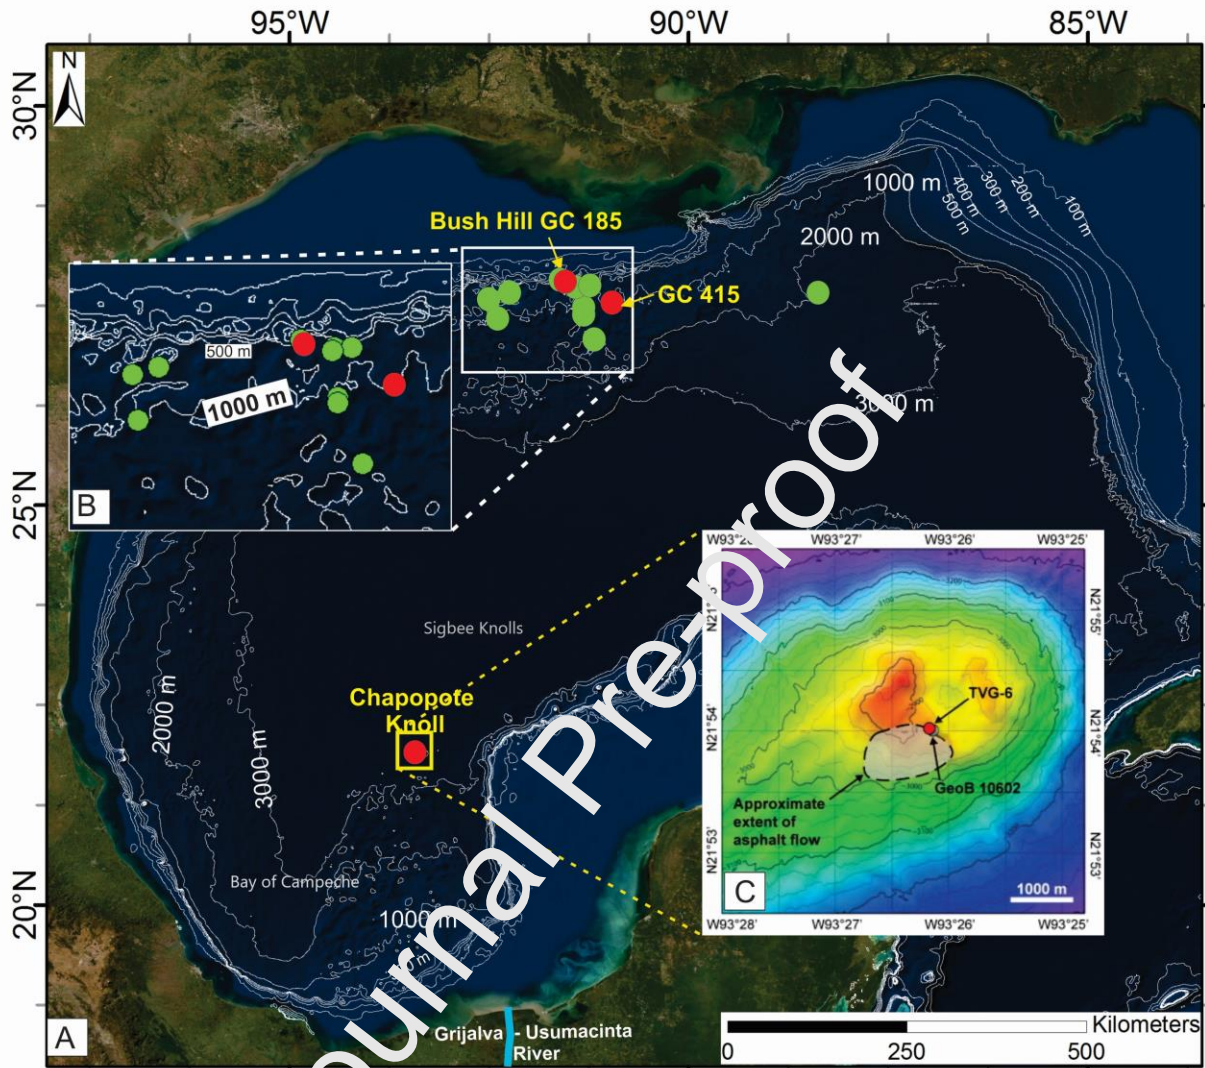 95°W
90°W
85°W
N
30°N
25°N
20°N
1000 m
2000 m
3000 m
400 m
300 m
200 m
100 m
500 m
Bush Hill GC 185
GC 415
500 m
1000 m
B
Sigbee Knolls
Chapopote
Knoll
2000 m
3000 m
Bay of Campeche
1000 m
Grijalva - Usumacinta
River
A
W93°27'
W93°26'
W93°25'
N21°55'
N21°54'
N21°54'
N21°53'
N21°53'
TVG-6
GeoB 10602
Approximate
extent of
asphalt flow
C
1000 m
W93°28'
W93°27'
W93°26'
W93°25'
Kilometers
0
250
500
Journal Pre-proof